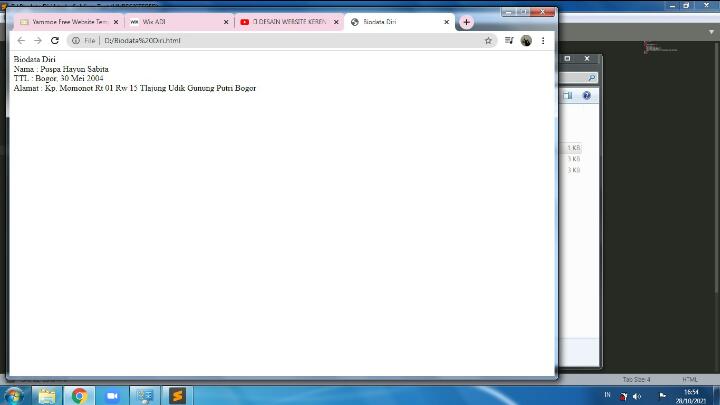 Yammoe Free Website Tem
WIX Wix ADI
DESAIN WEBSITE KEREN
Biodata Diri
File | D:/Biodata%20Diri.html
Biodata Diri
Nama : Puspa Hayun Sabita
TTL : Bogor, 30 Mei 2004
Alamat : Kp. Momonot Rt 01 Rw 15 Tlajung Udik Gunung Putri Bogor
1 KB
3 KB
3 KB
Tab Size: 4 HTML
IN 16:54
28/10/2021